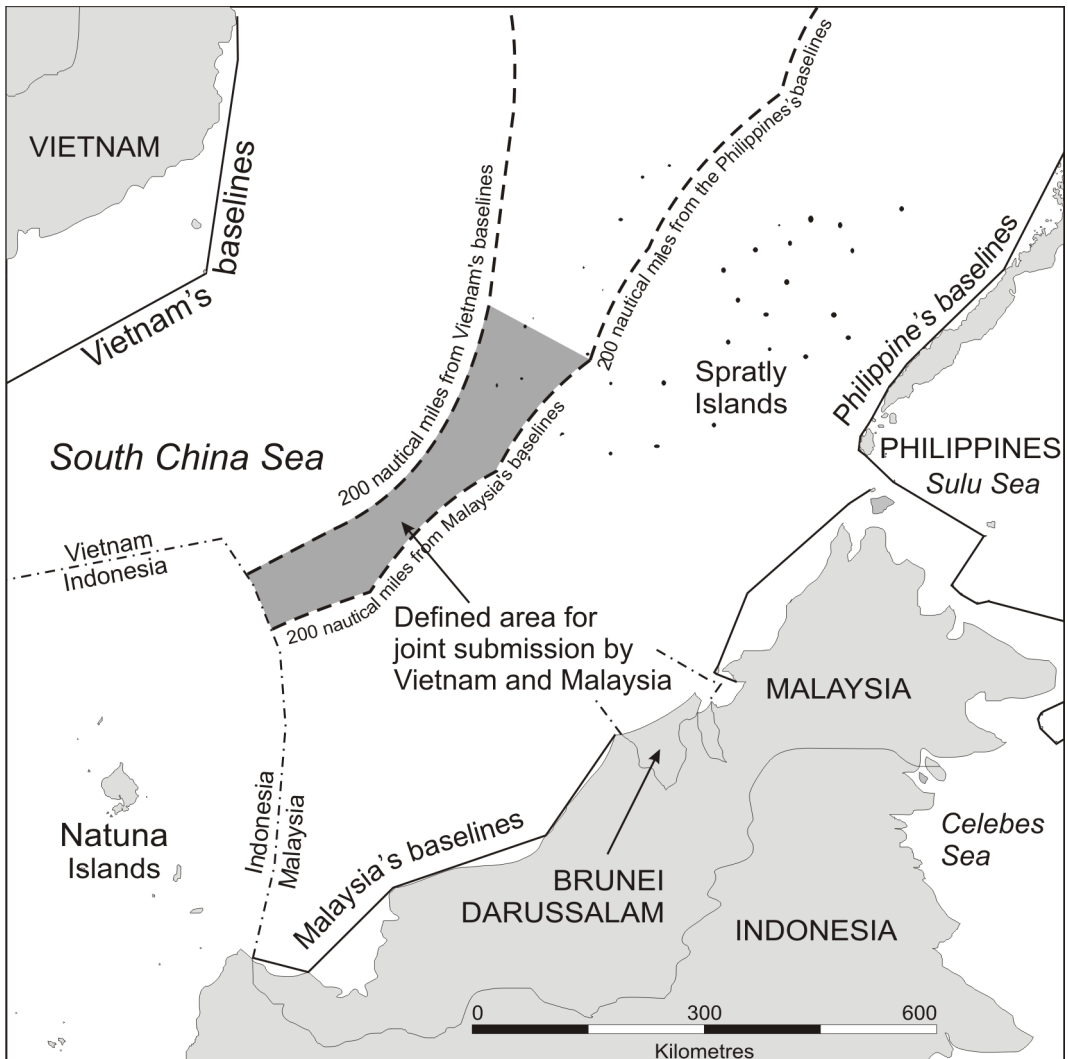 VIETNAM
Vietnam's
baselines
200 nautical miles from Vietnam's baselines
200 nautical miles from the Philippines's baselines
Philippine's baselines
Spratly
Islands
South China Sea
200 nautical miles from Vietnam's baselines
200 nautical miles from Malaysia's baselines
PHILIPPINES
Sulu Sea
Vietnam
Indonesia
Defined area for
joint submission by
Vietnam and Malaysia
MALAYSIA
Indonesia
Malaysia
Natuna
Islands
Malaysia's baselines
Celebes
Sea
BRUNEI
DARUSSALAM
INDONESIA
0 300 600
Kilometres